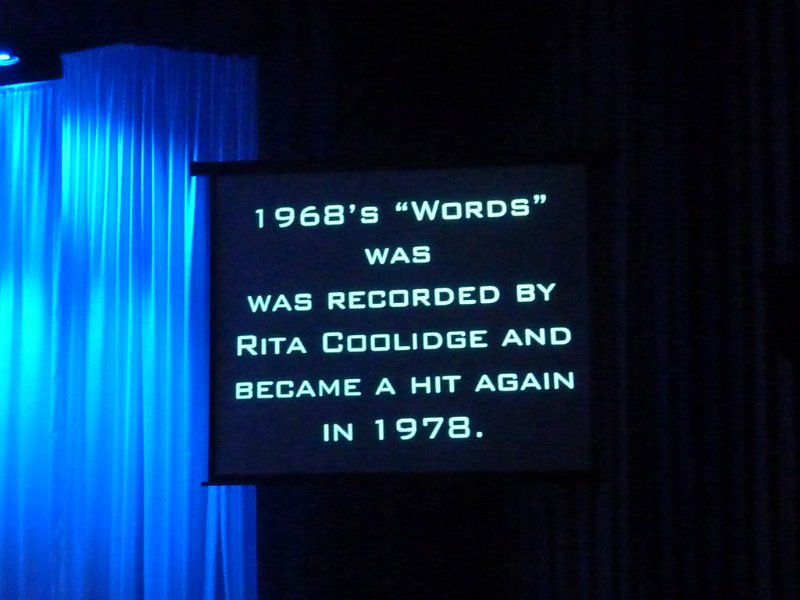 1968's “Words”
was
was recorded by
Rita Coolidge and
became a hit again
in 1978.